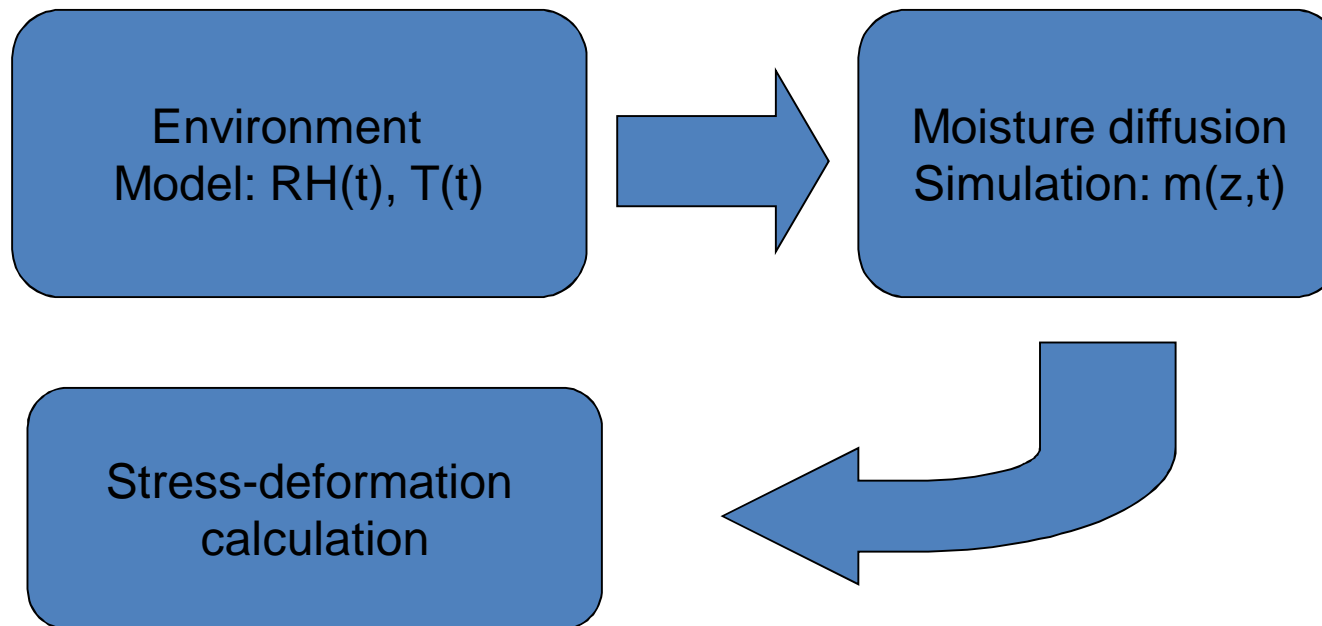 Environment
Model: RH(t), T(t)
Moisture diffusion
Simulation: m(z,t)
Stress-deformation
calculation